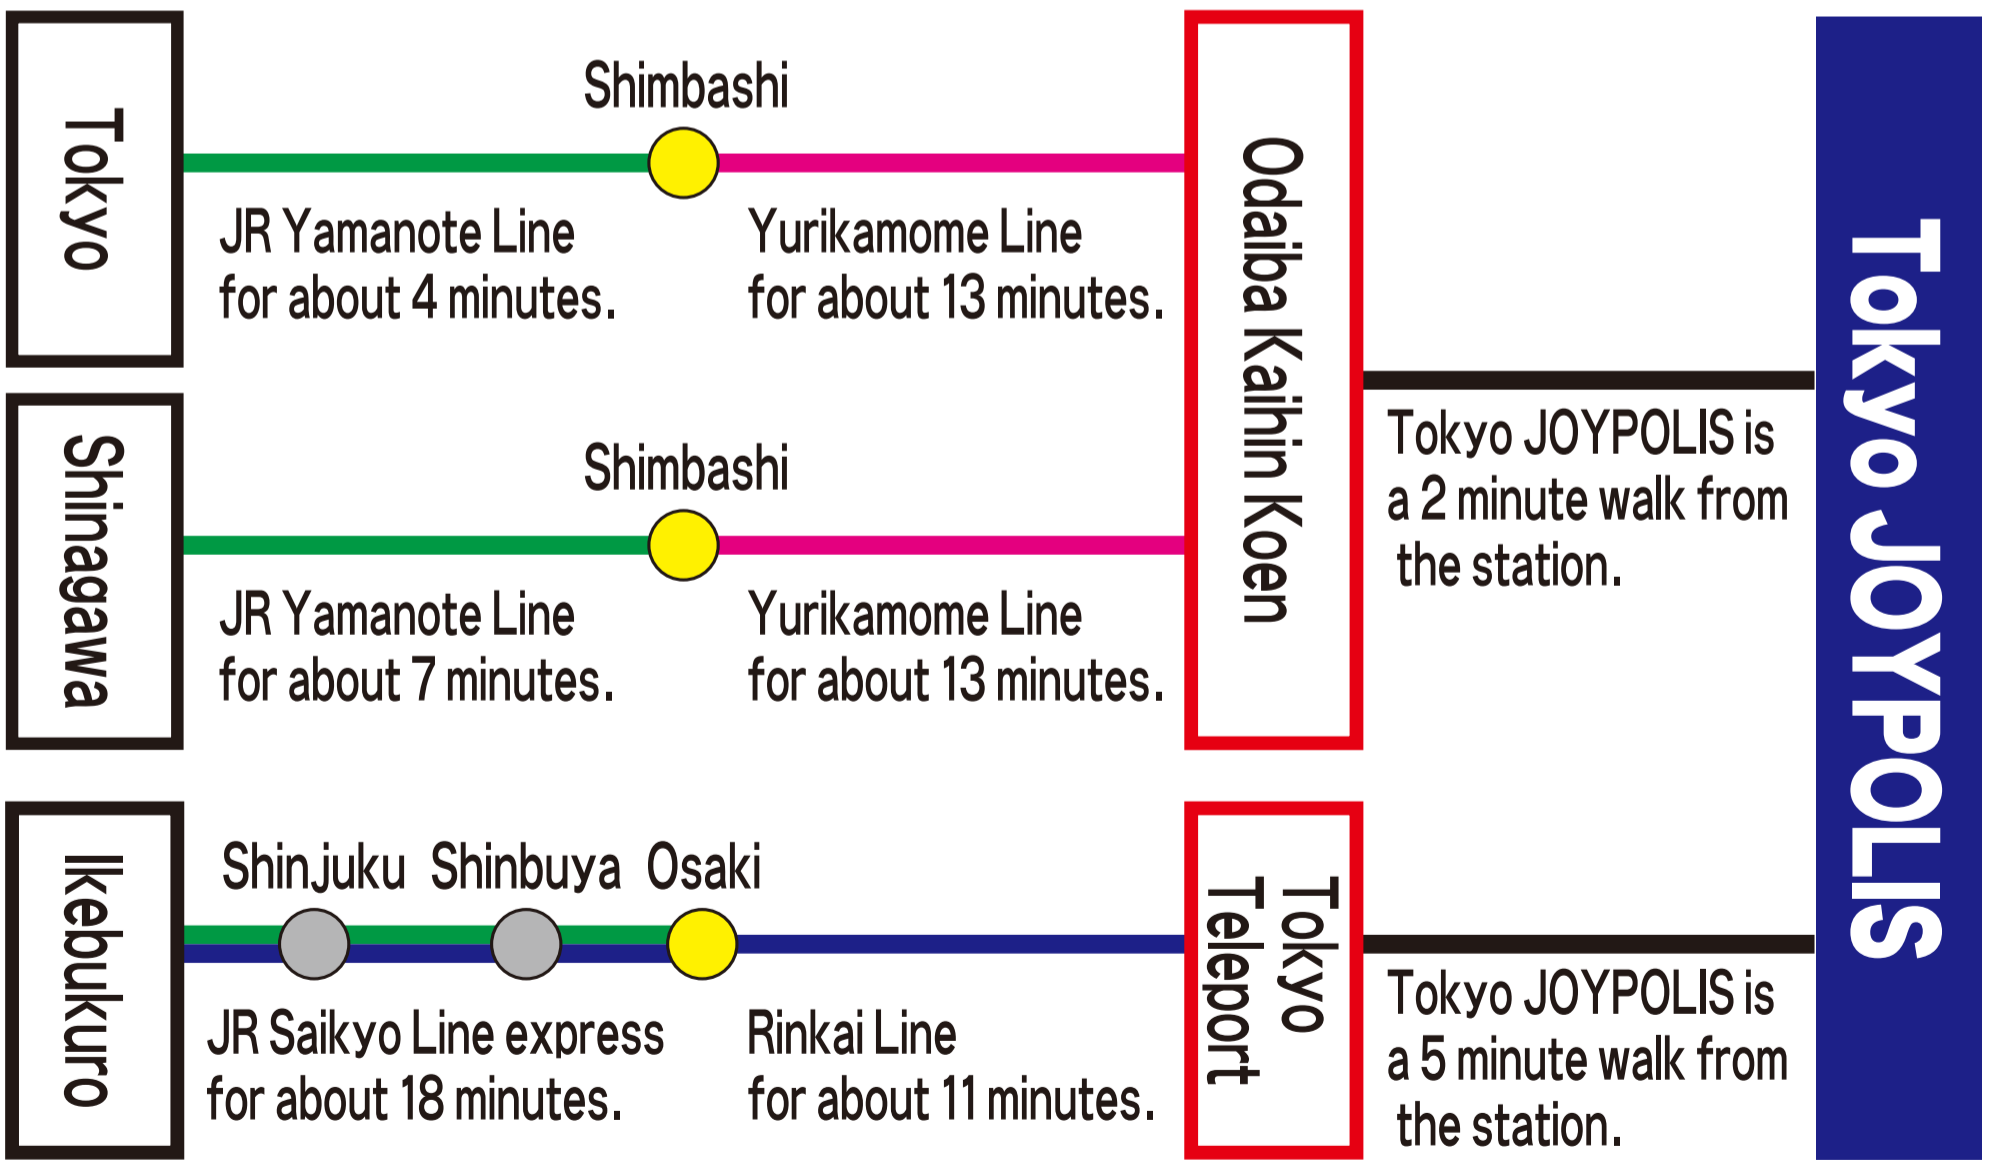 Tokyo
Shimbashi
JR Yamanote Line
for about 4 minutes.
Yurikamome Line
for about 13 minutes.
Shinagawa
Shimbashi
JR Yamanote Line
for about 7 minutes.
Yurikamome Line
for about 13 minutes.
Odaiba Kaihin Koen
Tokyo JOYPOLIS is
a 2 minute walk from
the station.
Ikebukuro
Shinjuku
Shinbuya
Osaki
JR Saikyo Line express
for about 18 minutes.
Rinkai Line
for about 11 minutes.
Tokyo
Teleport
Tokyo JOYPOLIS is
a 5 minute walk from
the station.
Tokyo JOYPOLIS